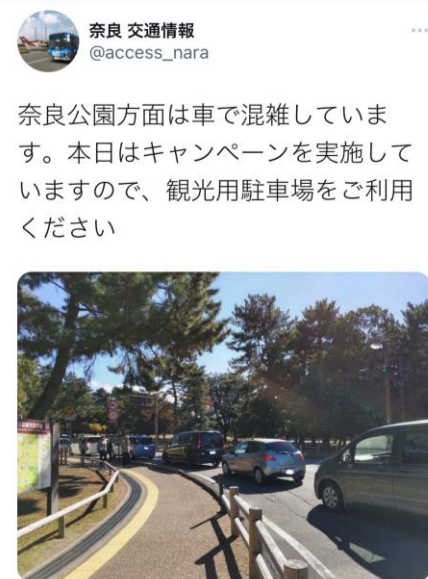 奈良 交通情報
@access_nara
奈良公園方面は車で混雑していま
す。本日はキャンペーンを実施して
いますので、観光用駐車場をご利用
ください